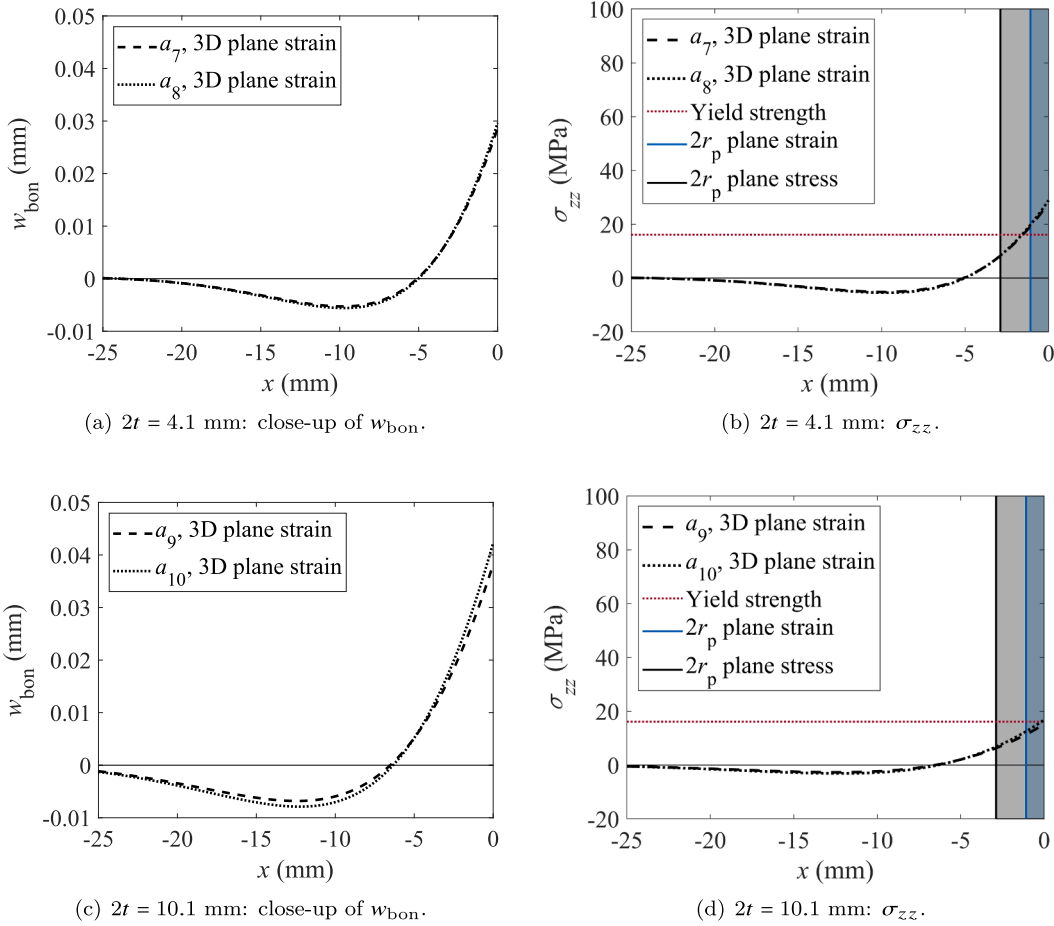 0.05
0.04
0.03
0.02
0.01
0
-0.01
w_bon (mm)
a_7, 3D plane strain
a_8, 3D plane strain
-25 -20 -15 -10 -5 0
x (mm)
(a) 2t = 4.1 mm: close-up of w_bon.
100
80
60
40
20
0
-20
σ_zz (MPa)
a_7, 3D plane strain
a_8, 3D plane strain
Yield strength
2r_p plane strain
2r_p plane stress
-25 -20 -15 -10 -5 0
x (mm)
(b) 2t = 4.1 mm: σ_zz.
0.05
0.04
0.03
0.02
0.01
0
-0.01
w_bon (mm)
a_9, 3D plane strain
a_10, 3D plane strain
-25 -20 -15 -10 -5 0
x (mm)
(c) 2t = 10.1 mm: close-up of w_bon.
100
80
60
40
20
0
-20
σ_zz (MPa)
a_9, 3D plane strain
a_10, 3D plane strain
Yield strength
2r_p plane strain
2r_p plane stress
-25 -20 -15 -10 -5 0
x (mm)
(d) 2t = 10.1 mm: σ_zz.